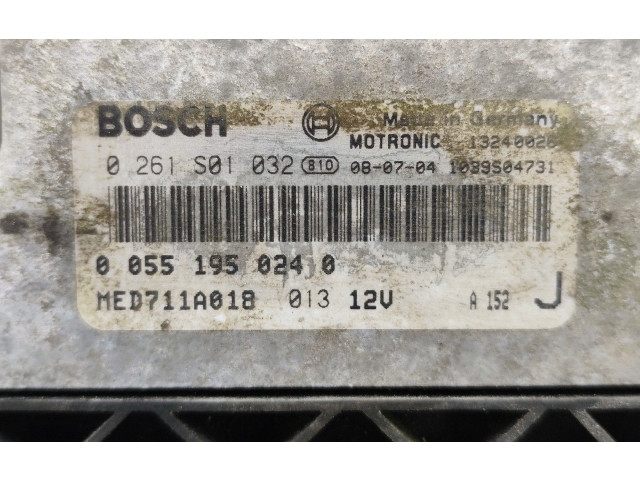 BOSCH Made in Germany
MOTRONIC 13240028
0 261 S01 032 810 08-07-04 1039S04731
0 055 195 024 0
MED711A018 013 12V A 152 J